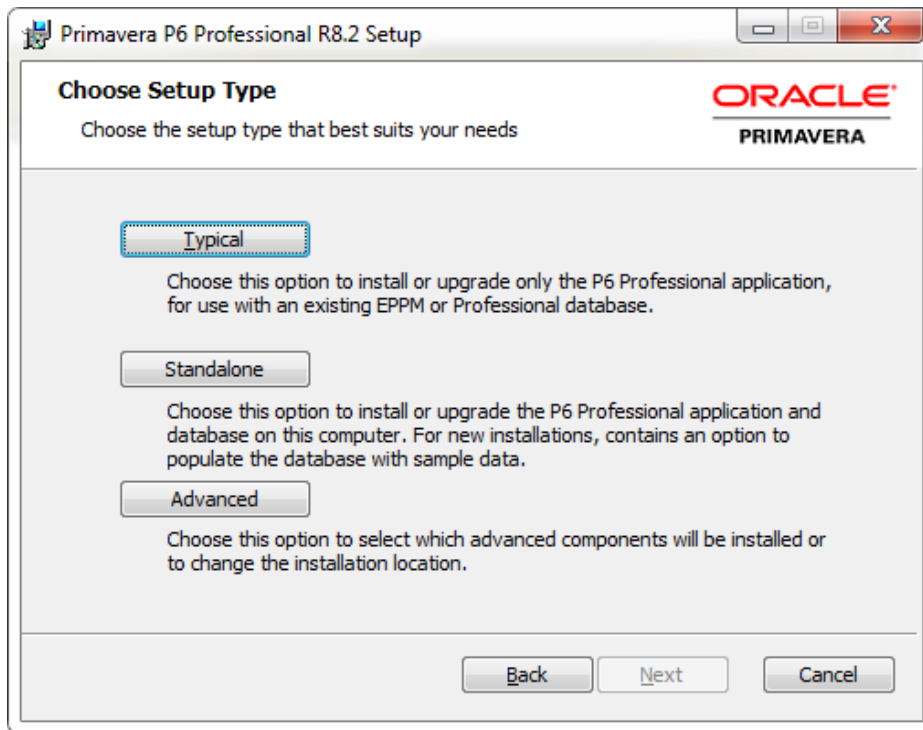 Primavera P6 Professional R8.2 Setup
Choose Setup Type
Choose the setup type that best suits your needs
ORACLE
PRIMAVERA
Typical
Choose this option to install or upgrade only the P6 Professional application,
for use with an existing EPPM or Professional database.
Standalone
Choose this option to install or upgrade the P6 Professional application and
database on this computer. For new installations, contains an option to
populate the database with sample data.
Advanced
Choose this option to select which advanced components will be installed or
to change the installation location.
Back Next Cancel